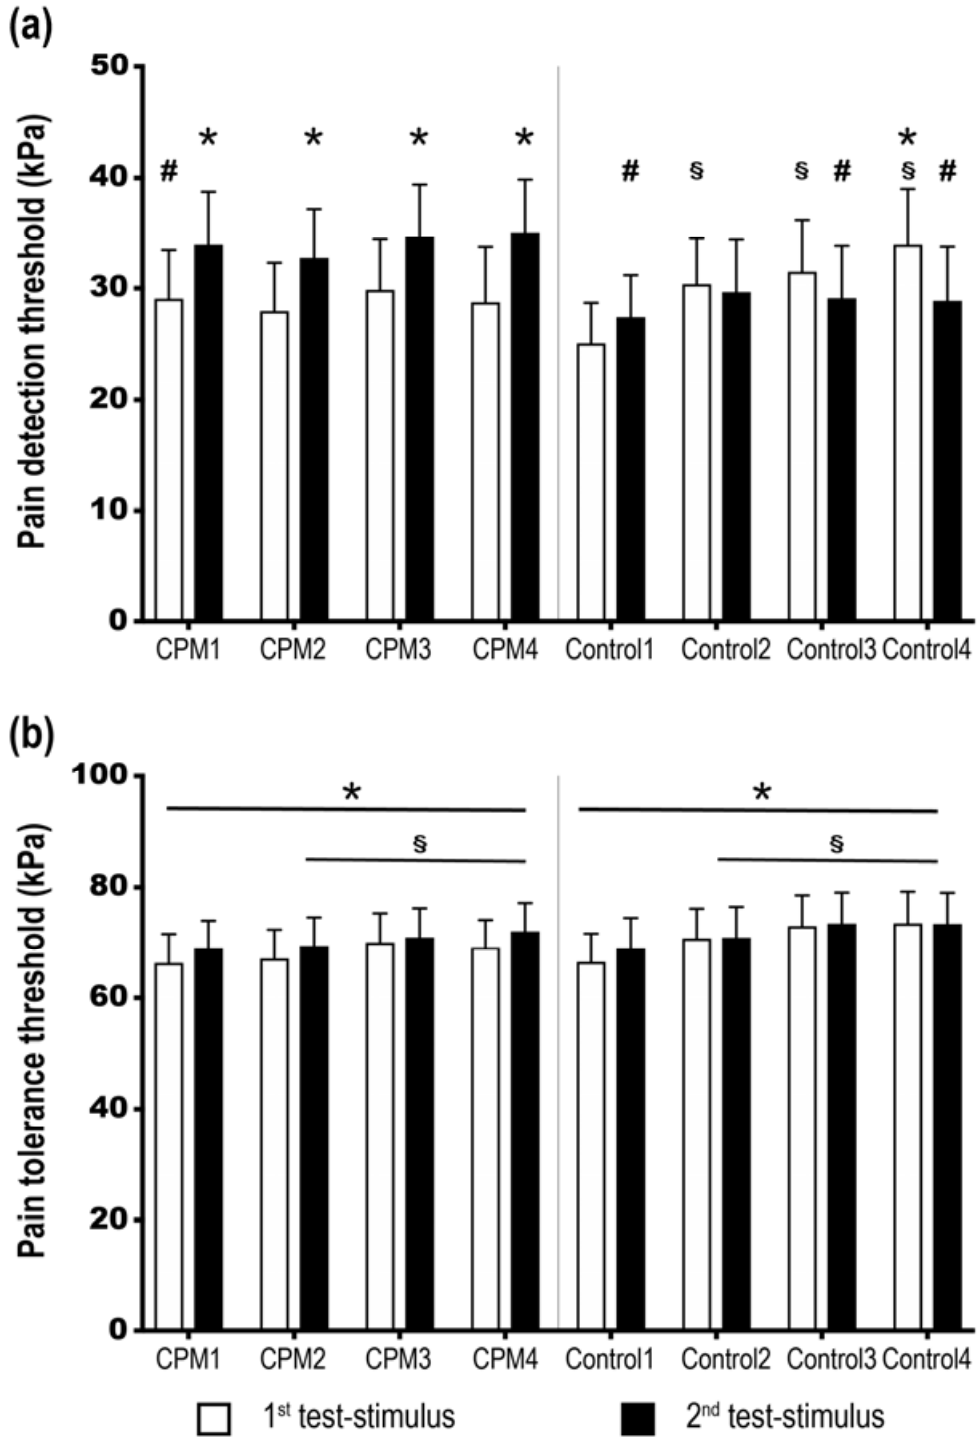 (a)
Pain detection threshold (kPa)
50
40
30
20
10
0
* * * * *
# # § § # § #
CPM1 CPM2 CPM3 CPM4 Control1 Control2 Control3 Control4
(b)
Pain tolerance threshold (kPa)
100
80
60
40
20
0
* *
§ §
CPM1 CPM2 CPM3 CPM4 Control1 Control2 Control3 Control4
1st test-stimulus 2nd test-stimulus